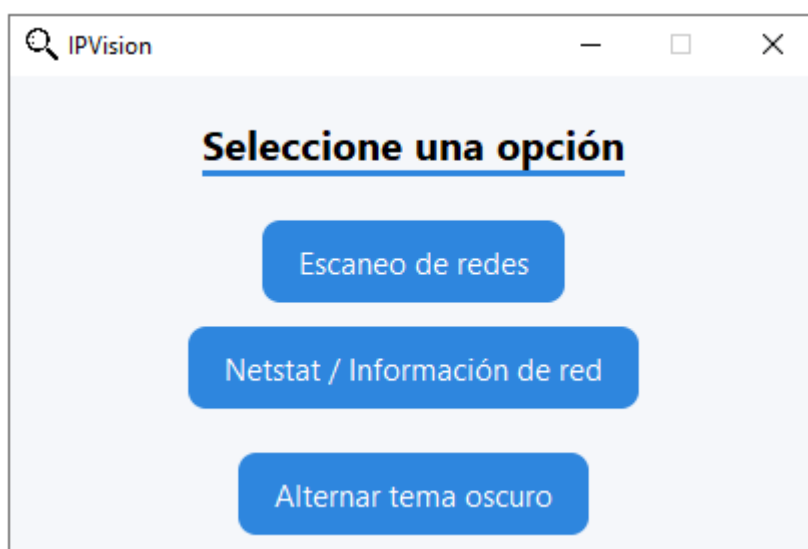 IPVision
Seleccione una opción
Escaneo de redes
Netstat / Información de red
Alternar tema oscuro